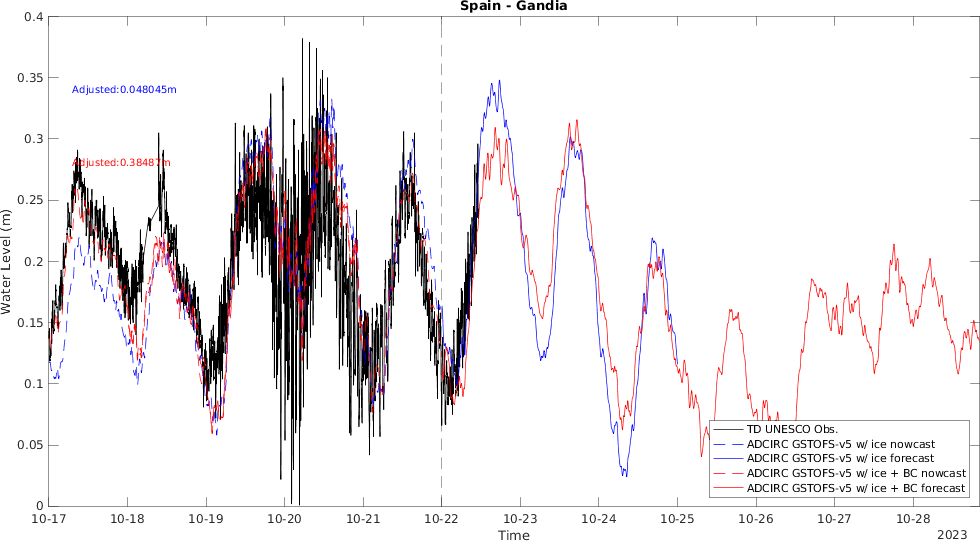 Spain - Gandia
0.4
0.35
0.3
0.25
0.2
0.15
0.1
0.05
0
Water Level (m)
Adjusted:0.048045m
Adjusted:0.38487m
TD UNESCO Obs.
ADCIRC GSTOFS-v5 w/ ice nowcast
ADCIRC GSTOFS-v5 w/ ice forecast
ADCIRC GSTOFS-v5 w/ ice + BC nowcast
ADCIRC GSTOFS-v5 w/ ice + BC forecast
10-17 10-18 10-19 10-20 10-21 10-22 10-23 10-24 10-25 10-26 10-27 10-28
Time
2023